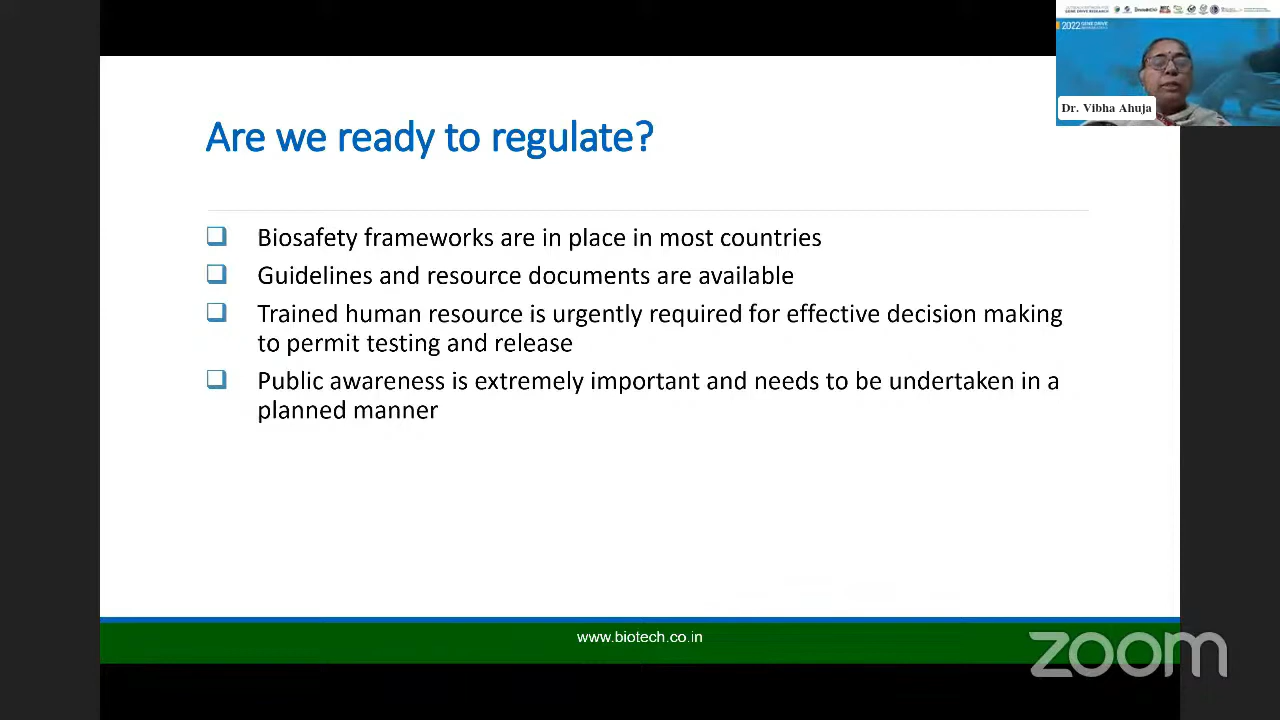 GENE DRIVE RESEARCH
2022 GENE DRIVE
Dr. Vibha Ahuja
Are we ready to regulate?
Biosafety frameworks are in place in most countries
Guidelines and resource documents are available
Trained human resource is urgently required for effective decision making
to permit testing and release
Public awareness is extremely important and needs to be undertaken in a
planned manner
www.biotech.co.in
zoom